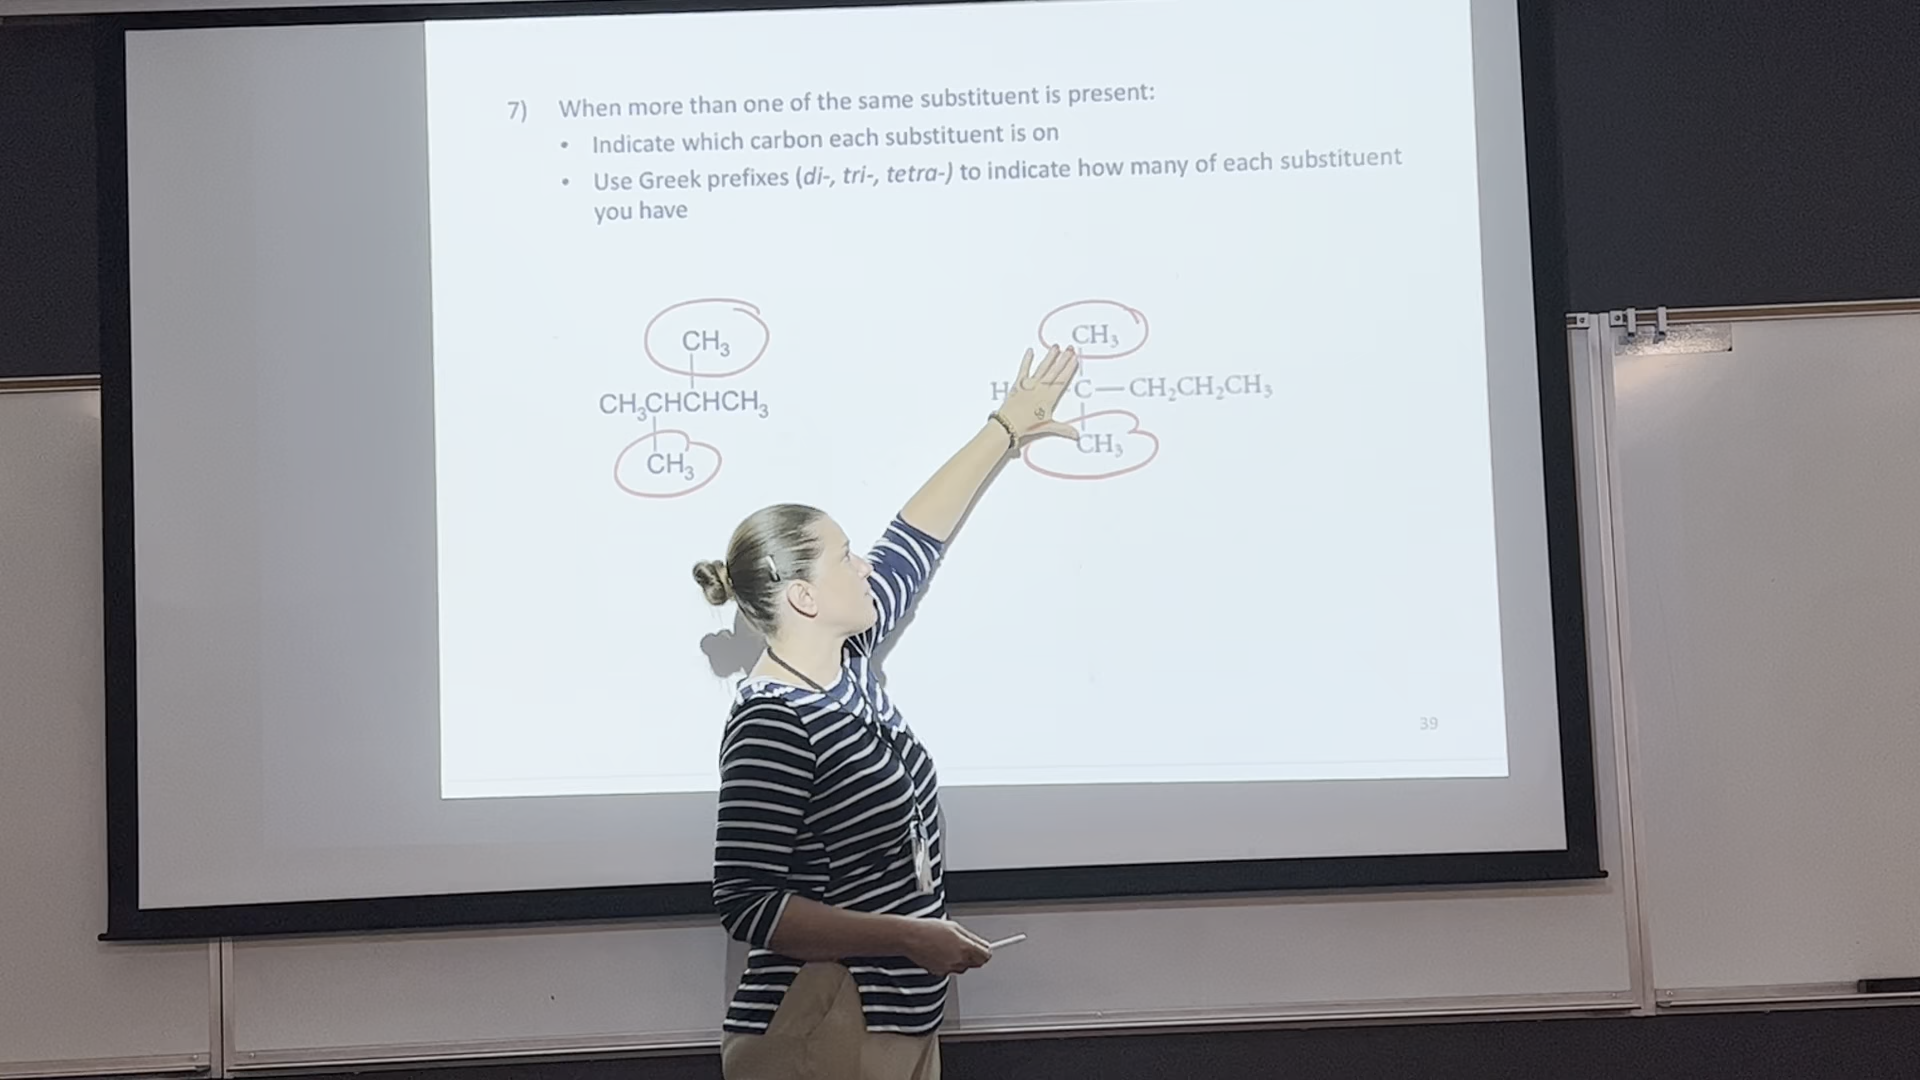 7) When more than one of the same substituent is present:
• Indicate which carbon each substituent is on
• Use Greek prefixes (di-, tri-, tetra-) to indicate how many of each substituent
you have
CH₃
CH₃CHCHCH₃
CH₃
CH₃
H₃C—C—CH₂CH₂CH₃
CH₃
39